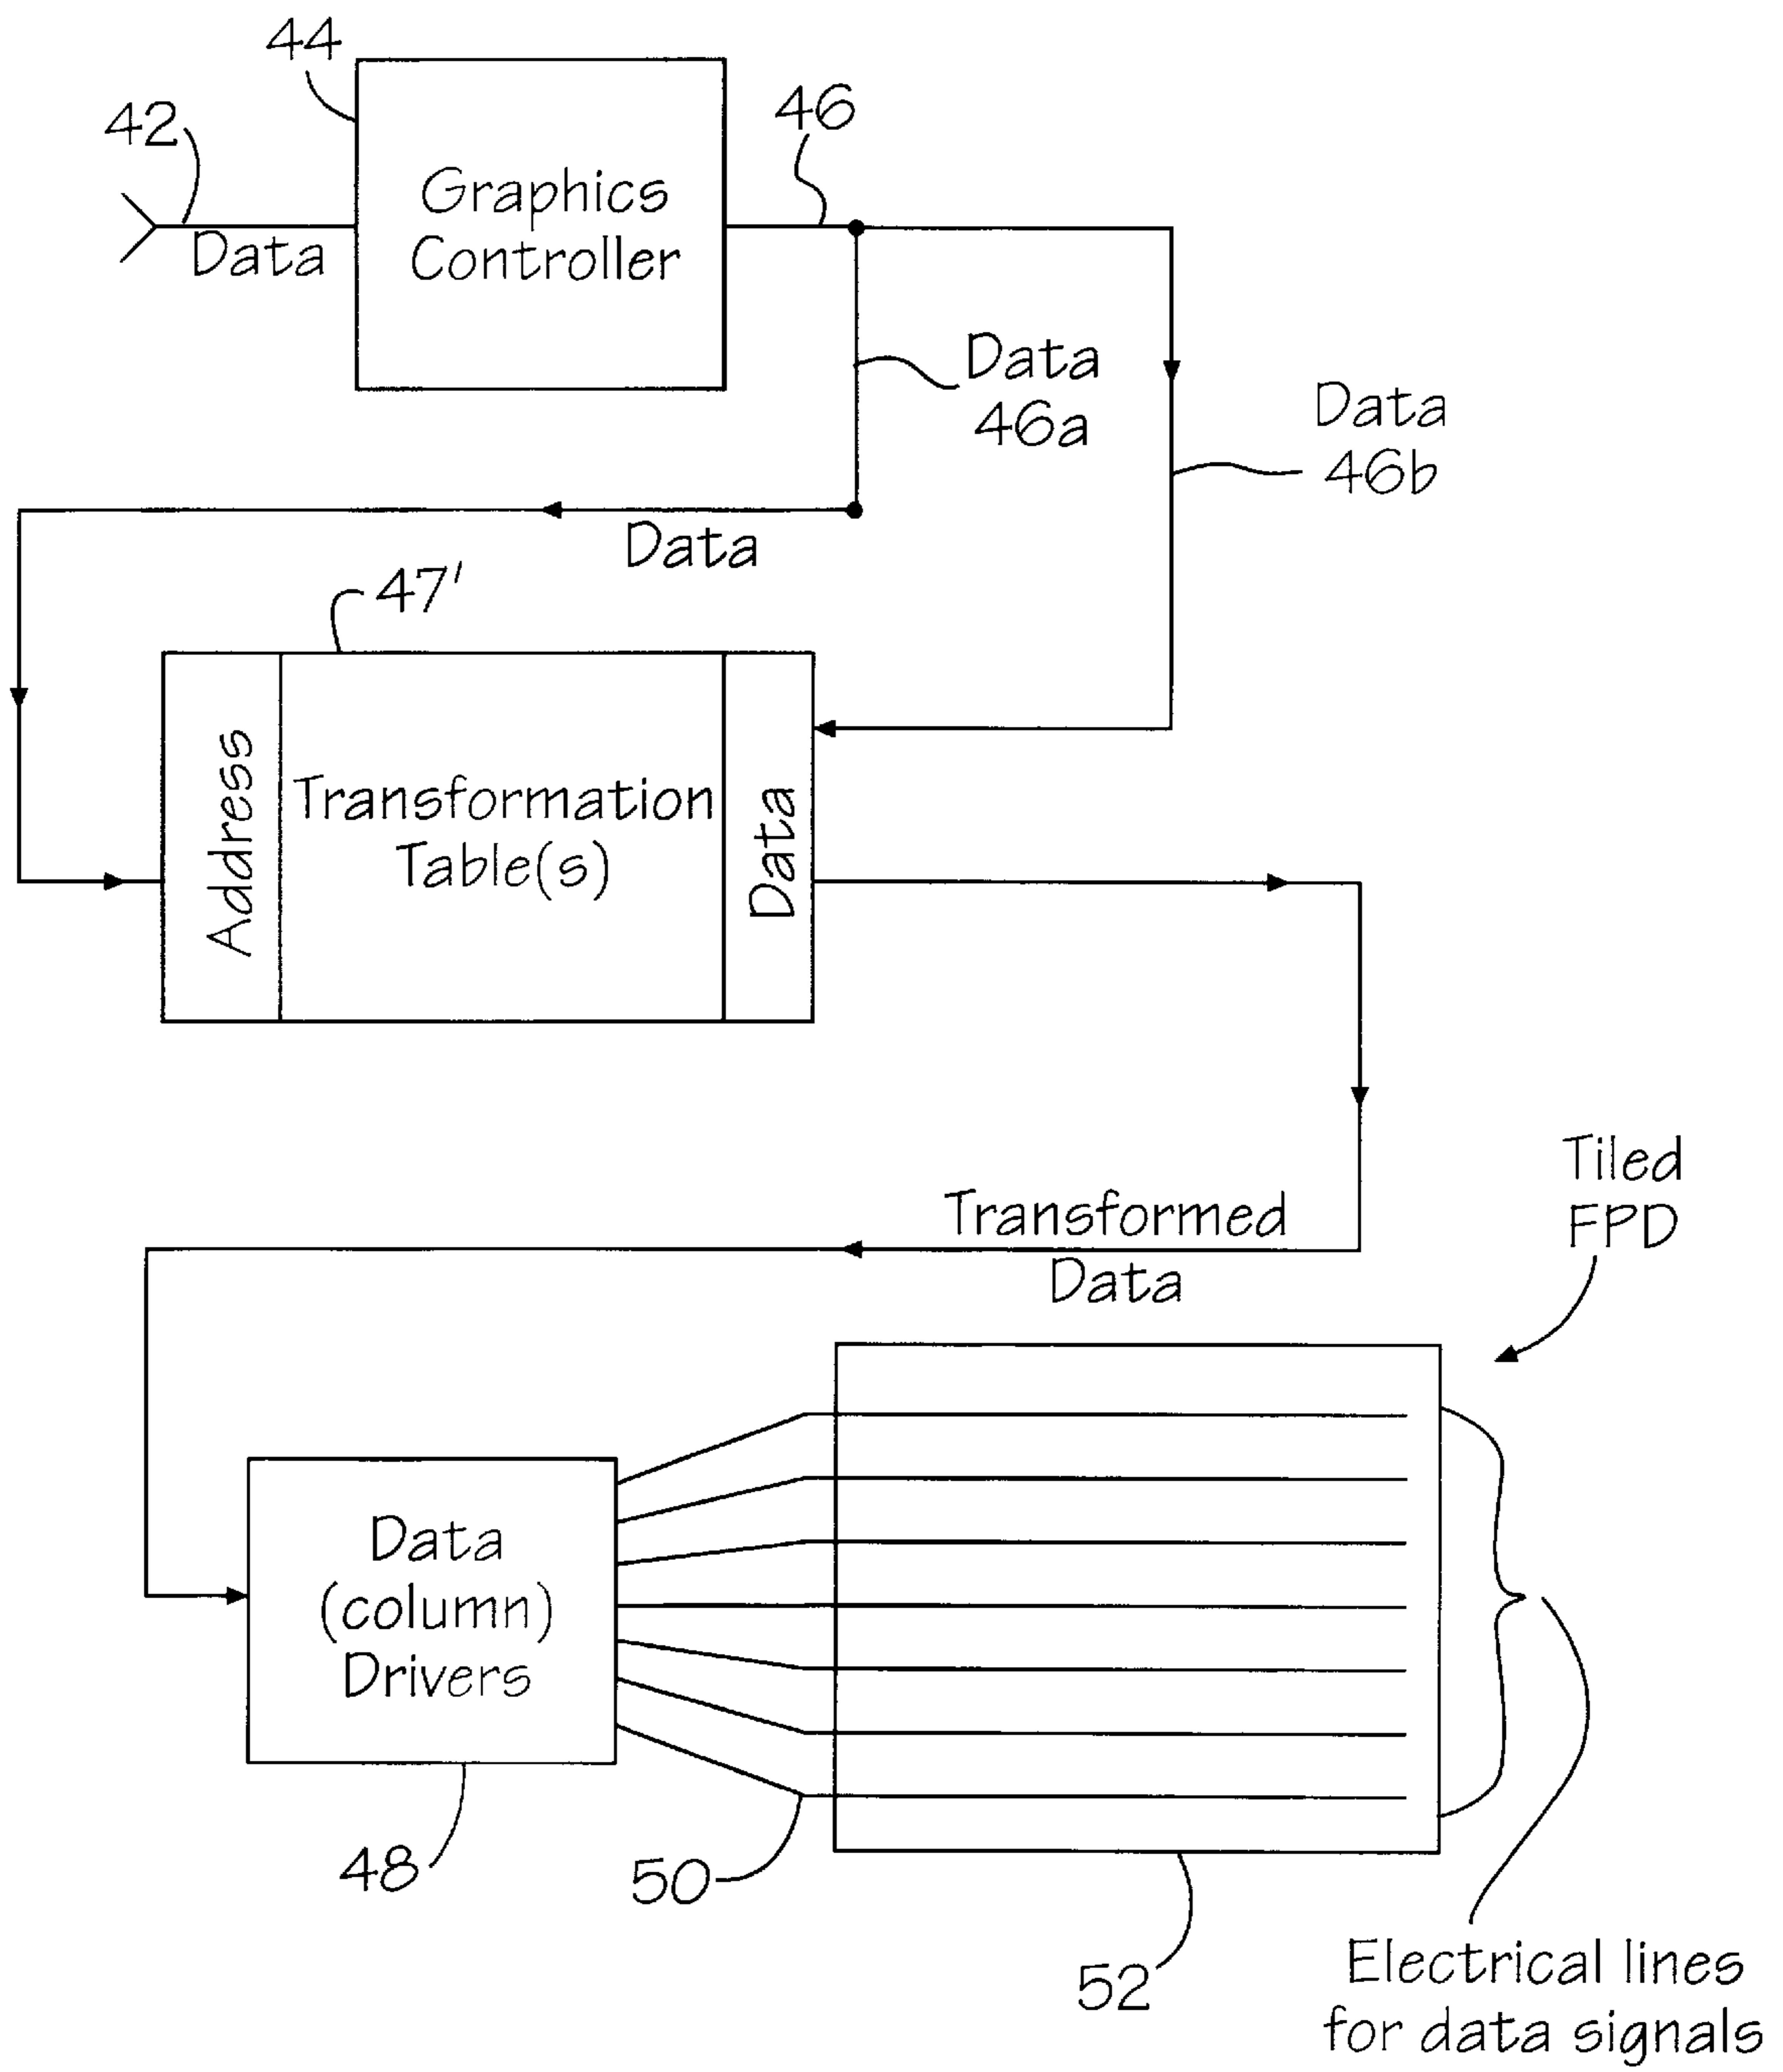 44
42
46
Graphics
Controller
Data
Data
46a
Data
46b
Data
47'
Address
Transformation
Table(s)
Data
Tiled
FPD
Transformed
Data
Data
(column)
Drivers
48
50
52
Electrical lines
for data signals